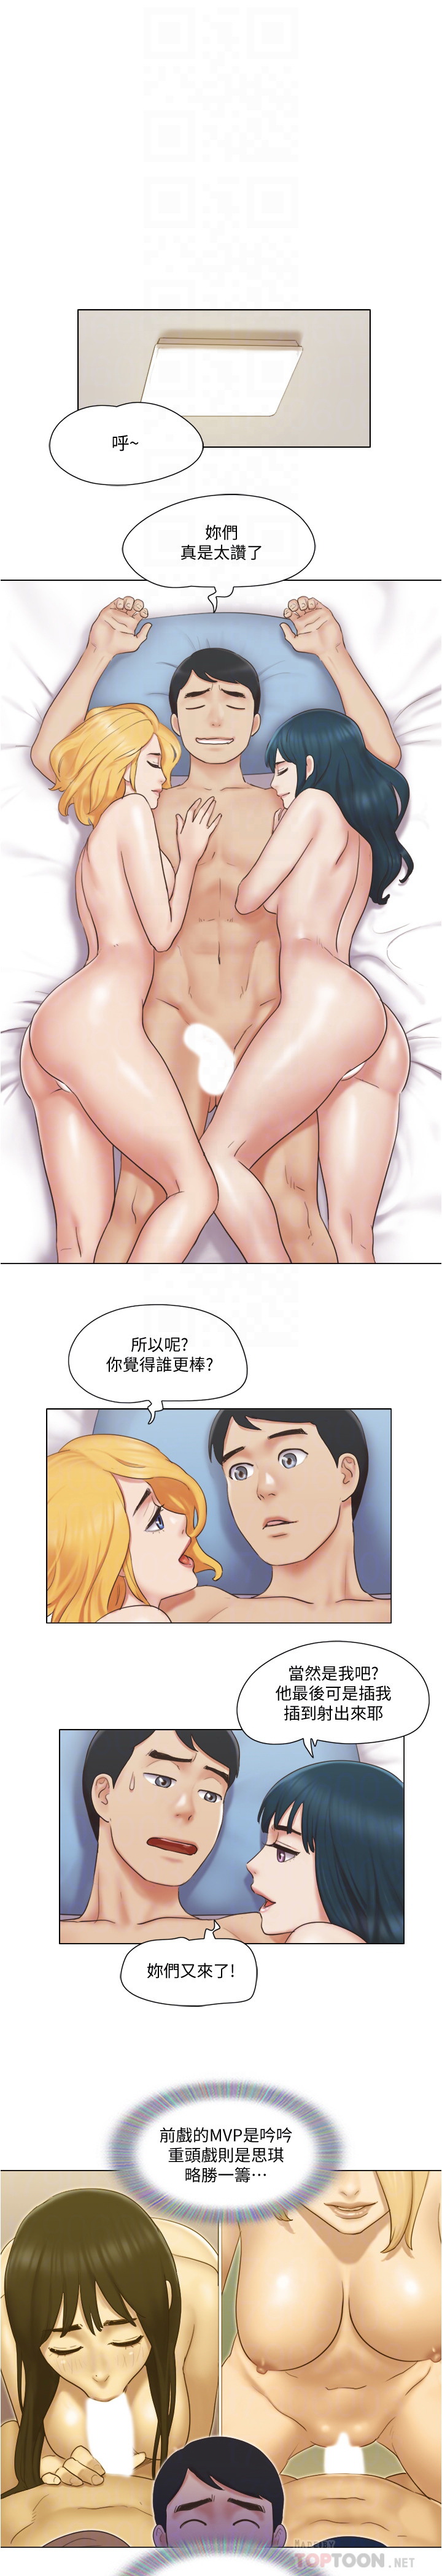 呼~
妳們
真是太讚了
所以呢?
你覺得誰更棒?
當然是我吧?
他最後可是插我
插到射出來耶
妳們又來了!
前戲的MVP是吟吟
重頭戲則是思琪
略勝一籌⋯
TOPTOON.NET